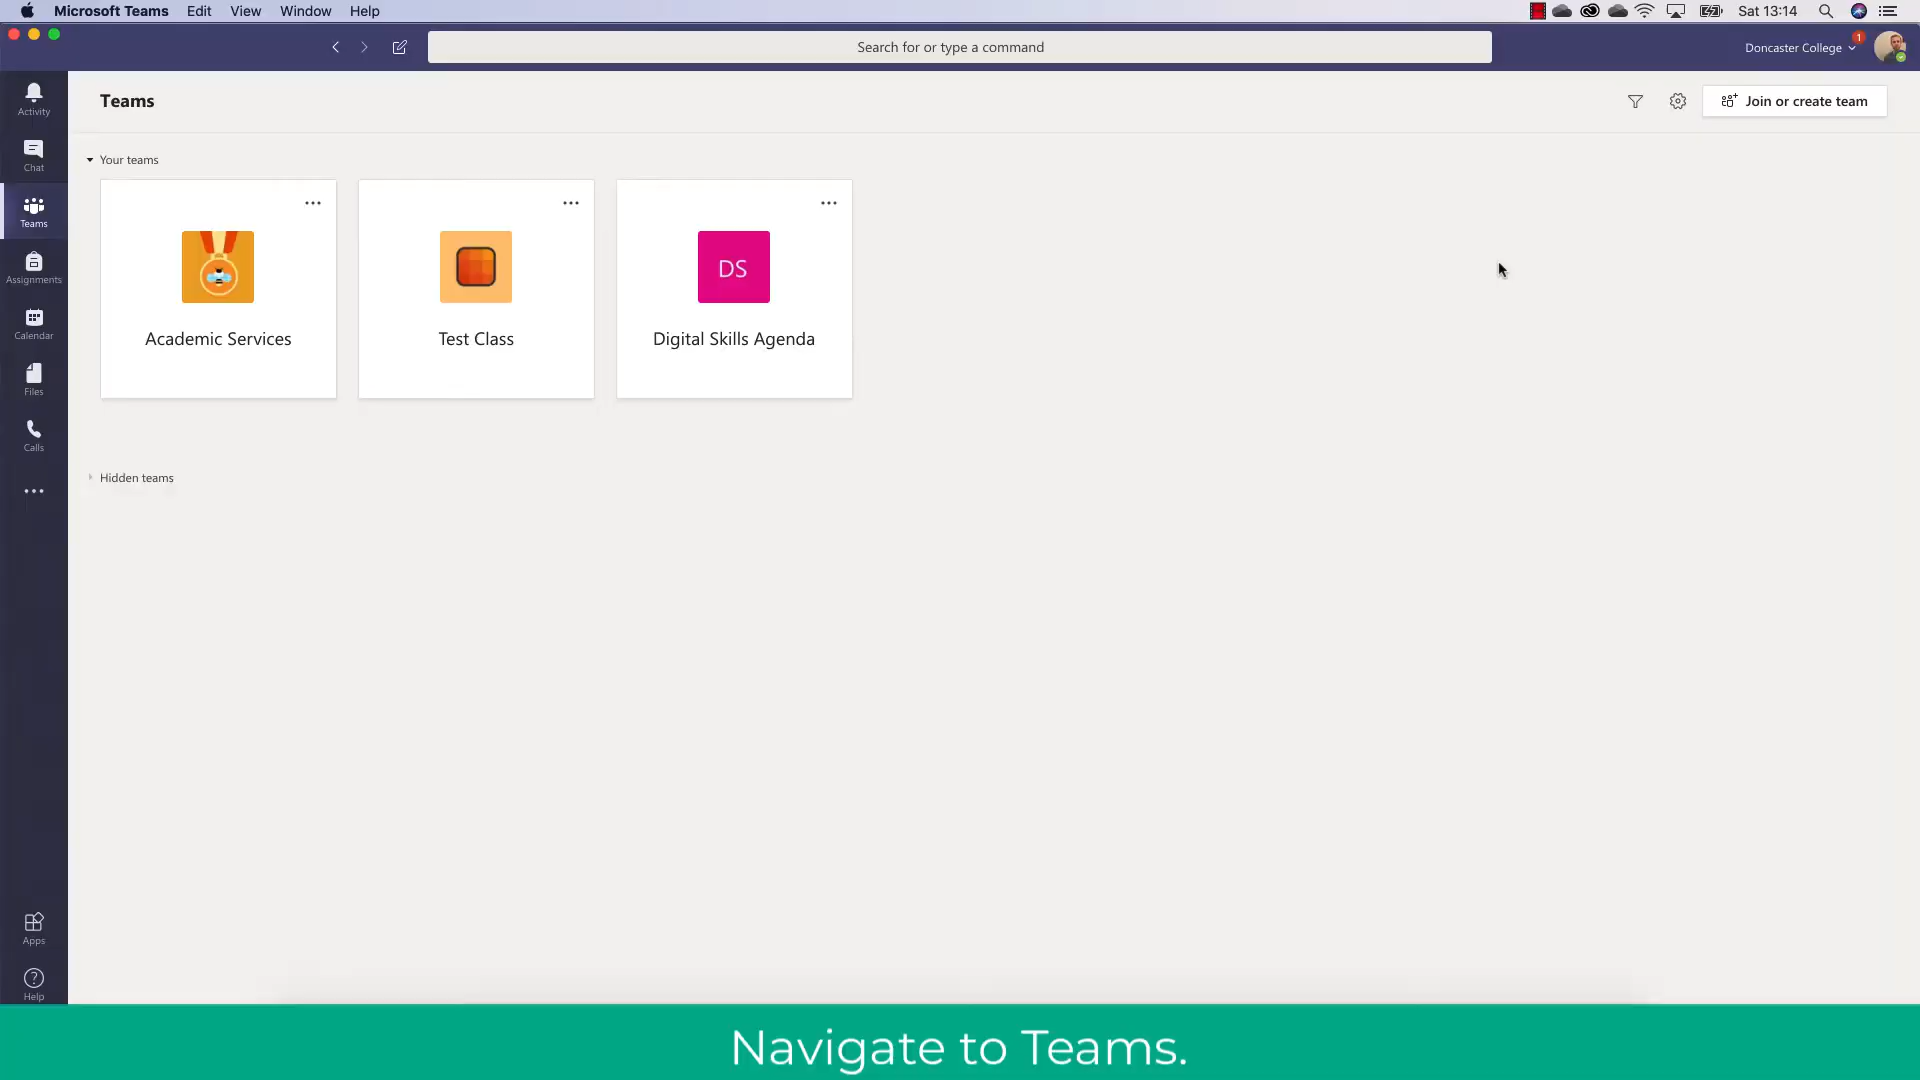 Microsoft Teams Edit View Window Help Sat 13:14
Search for or type a command
Doncaster College
1
Activity
Chat
Teams
Assignments
Calendar
Files
Calls
Apps
Help
Teams
Join or create team
Your teams
Academic Services
Test Class
DS
Digital Skills Agenda
Hidden teams
Navigate to Teams.